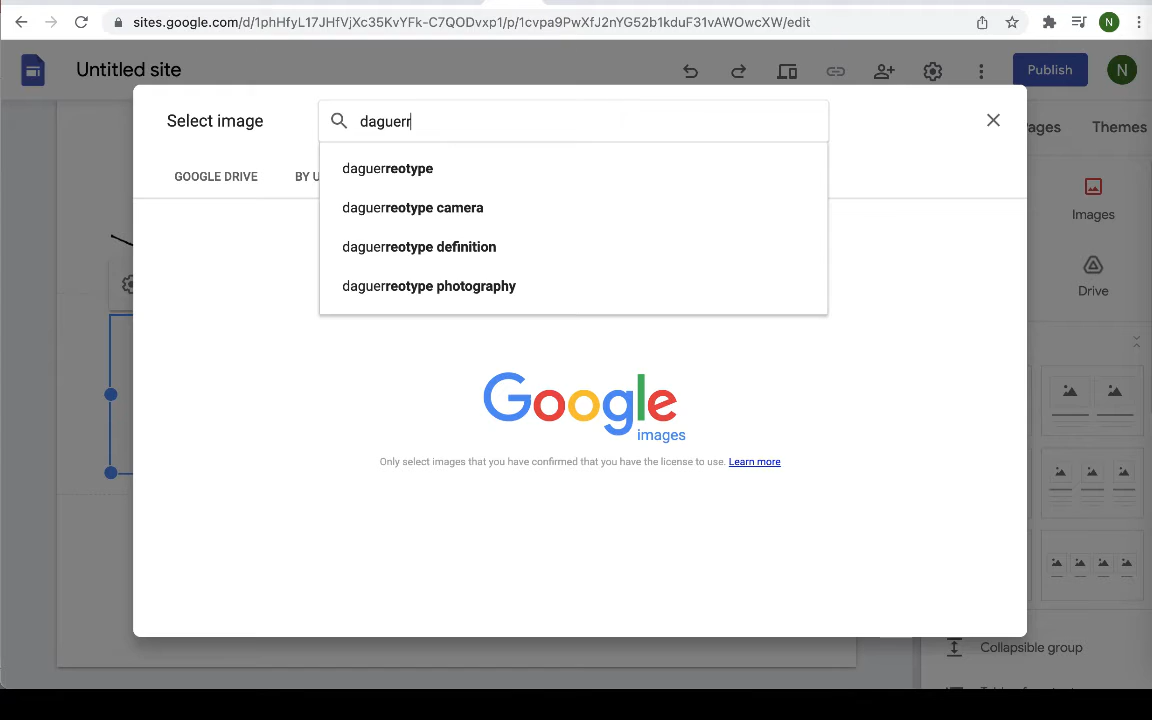 sites.google.com/d/1phHfyL17JHfVjXc35KvYFk-C7QODvxp1/p/1cvpa9PwXfJ2nYG52b1kduF31vAWOwcXW/edit
N
Untitled site
Publish
N
Select image
daguerr
ages
Themes
GOOGLE DRIVE
BY U
daguerreotype
daguerreotype camera
daguerreotype definition
daguerreotype photography
Images
Drive
Google
images
Only select images that you have confirmed that you have the license to use. Learn more
Collapsible group